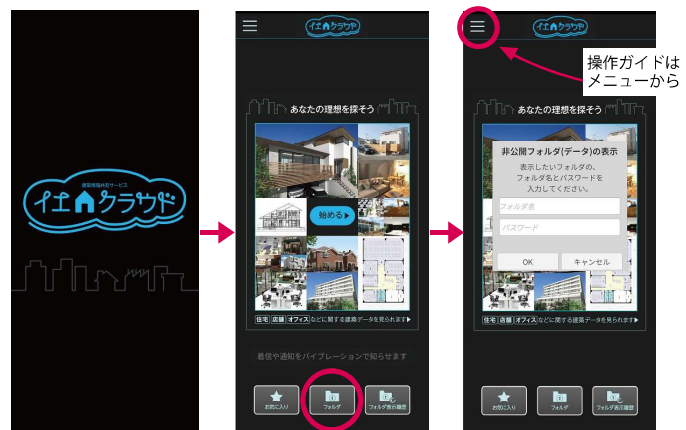 建築情報共有サービス
イエクラウド
イエクラウド
あなたの理想を探そう
始める▶
住宅 店舗 オフィス などに関する建築データを見られます▶
着信や通知をバイブレーションで知らせます
お気に入り
フォルダ
フォルダ表示履歴
イエクラウド
操作ガイドは
メニューから
あなたの理想を探そう
非公開フォルダ(データ)の表示
表示したいフォルダの、
フォルダ名とパスワードを
入力してください。
フォルダ名
パスワード
OK
キャンセル
住宅 店舗 オフィス などに関する建築データを見られます▶
お気に入り
フォルダ
フォルダ表示履歴